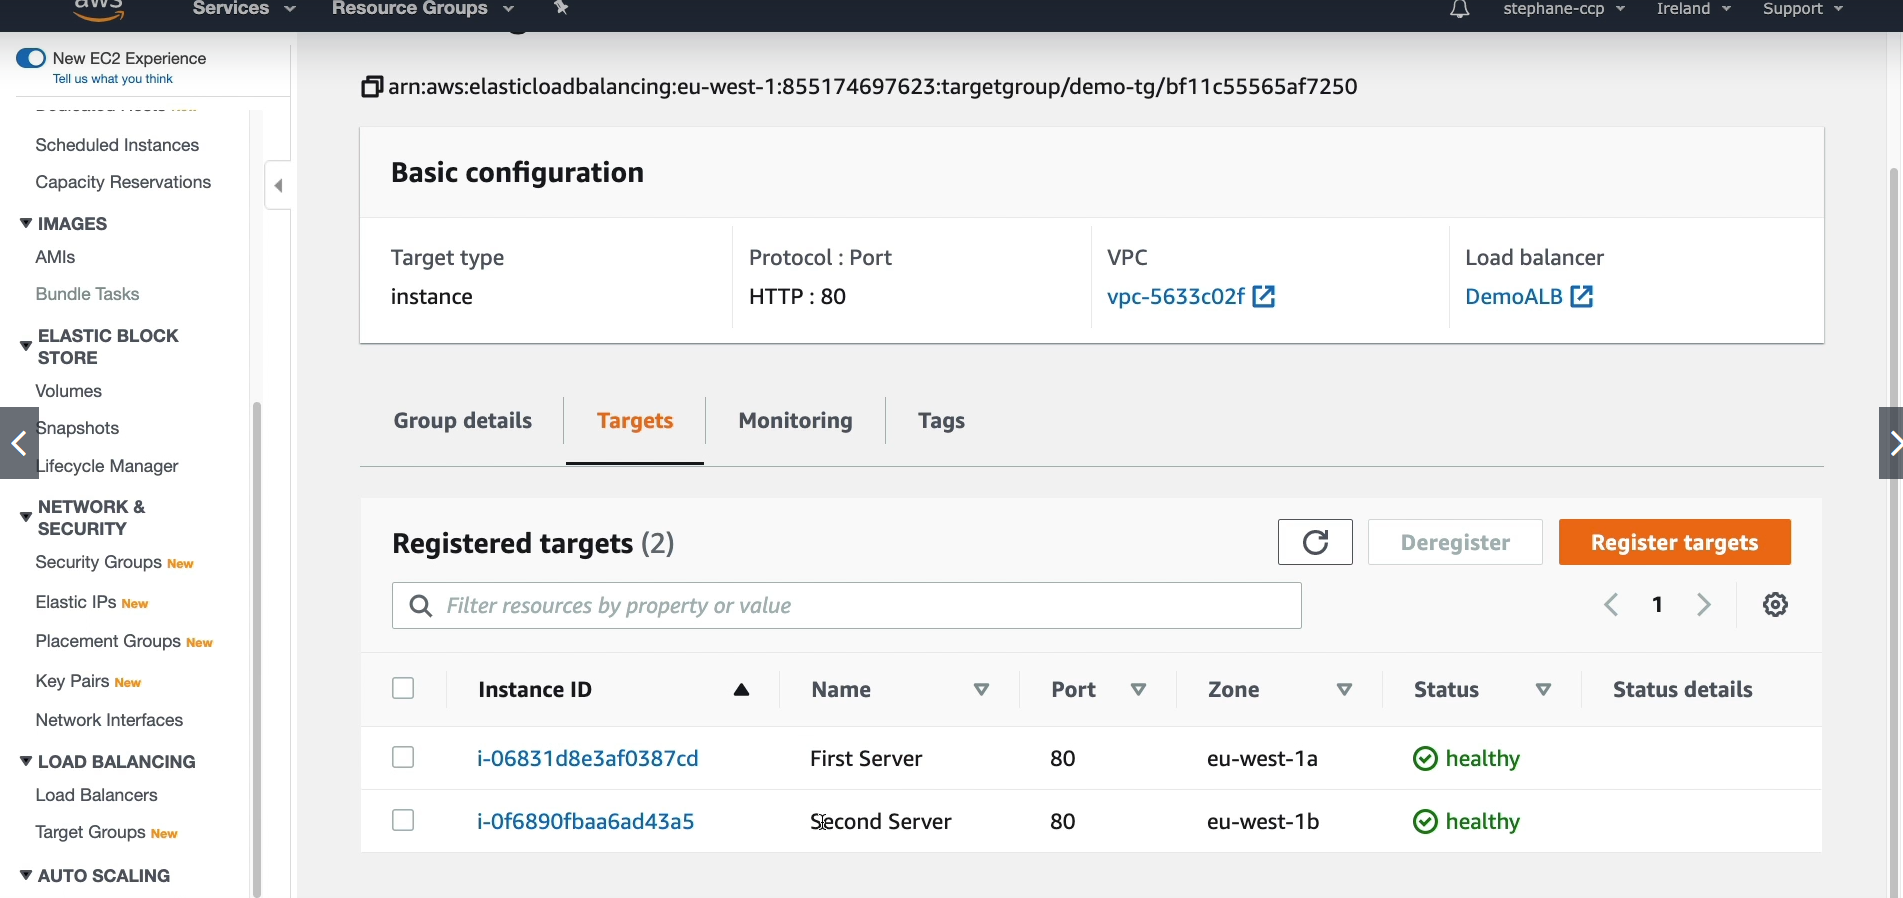 aws Services Resource Groups stephane-ccp Ireland Support
New EC2 Experience
Tell us what you think
Scheduled Instances
Capacity Reservations
IMAGES
AMIs
Bundle Tasks
ELASTIC BLOCK
STORE
Volumes
Snapshots
Lifecycle Manager
NETWORK &
SECURITY
Security Groups New
Elastic IPs New
Placement Groups New
Key Pairs New
Network Interfaces
LOAD BALANCING
Load Balancers
Target Groups New
AUTO SCALING
arn:aws:elasticloadbalancing:eu-west-1:855174697623:targetgroup/demo-tg/bf11c55565af7250
Basic configuration
Target type Protocol : Port VPC Load balancer
instance HTTP : 80 vpc-5633c02f DemoALB
Group details Targets Monitoring Tags
Registered targets (2) Deregister Register targets
Filter resources by property or value 1
Instance ID Name Port Zone Status Status details
i-06831d8e3af0387cd First Server 80 eu-west-1a healthy
i-0f6890fbaa6ad43a5 Second Server 80 eu-west-1b healthy